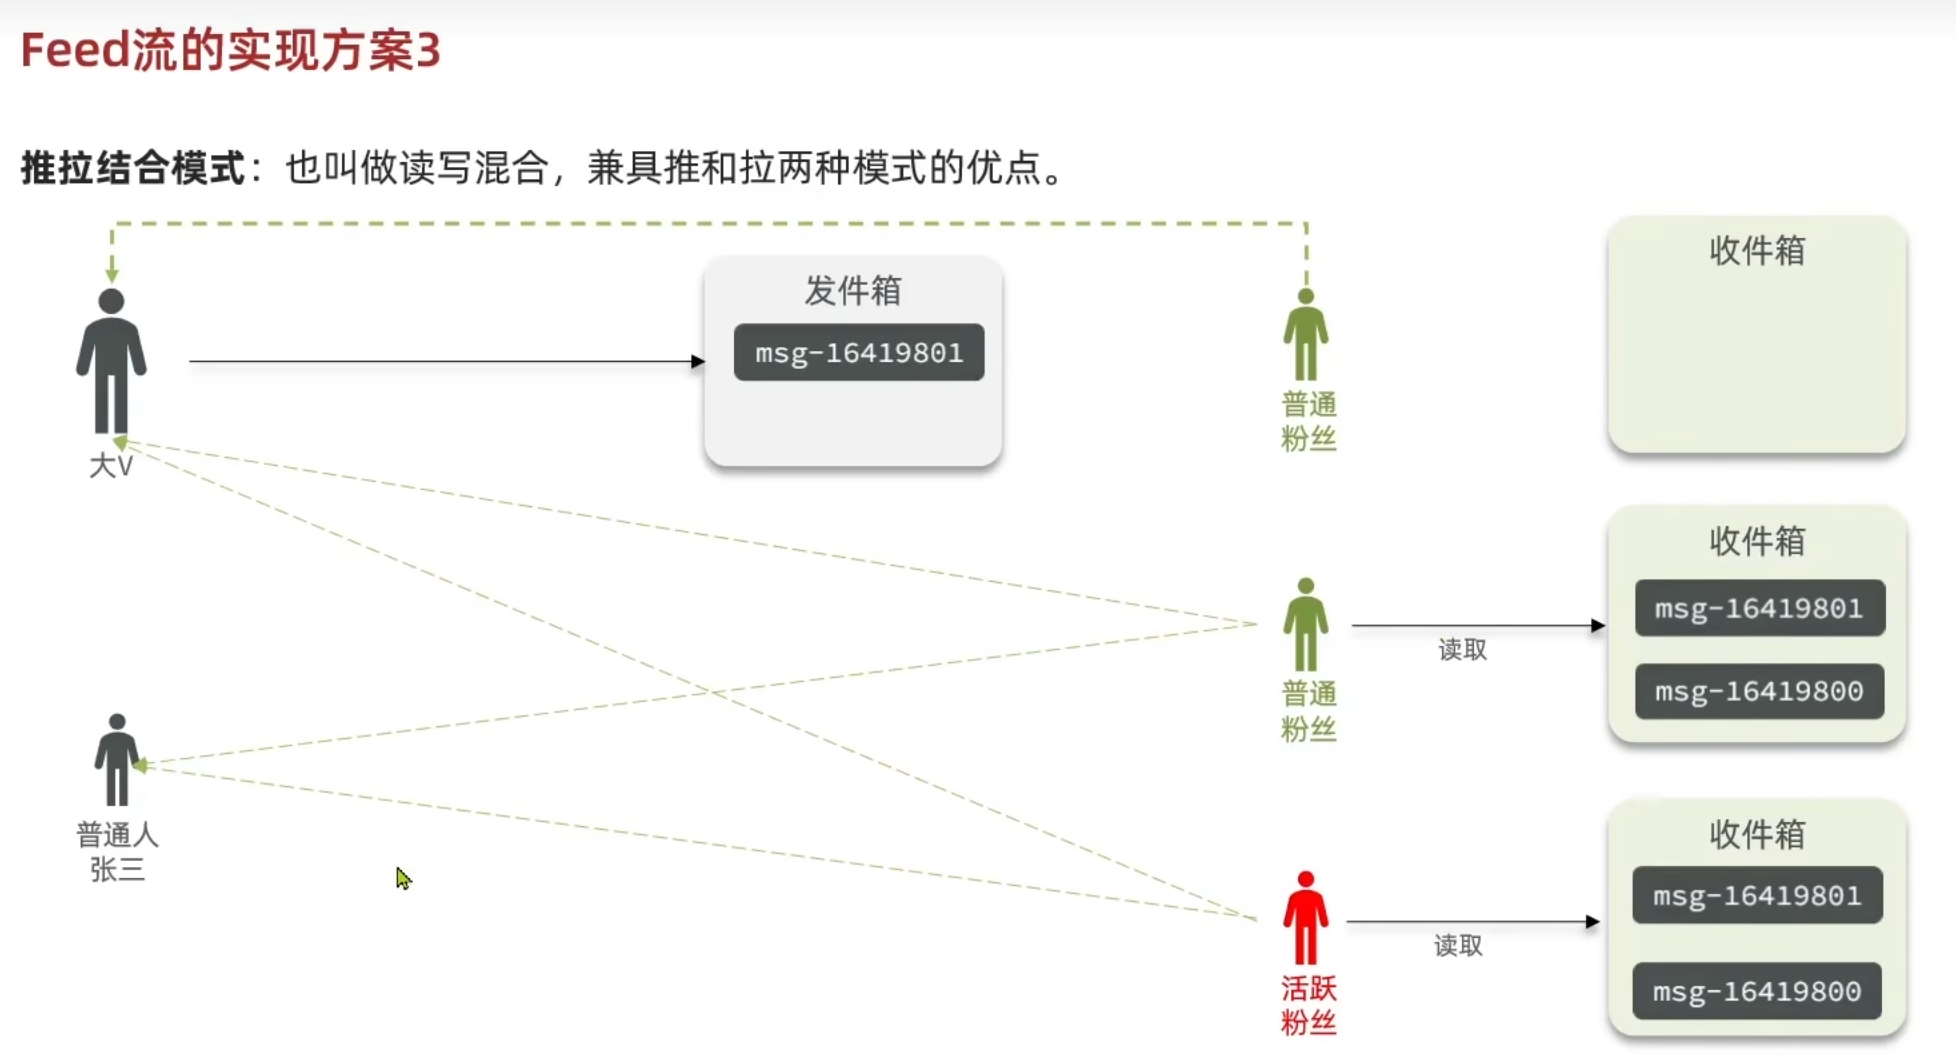 Feed流的实现方案3
推拉结合模式：也叫做读写混合，兼具推和拉两种模式的优点。
发件箱
msg-16419801
大V
普通
粉丝
收件箱
普通
粉丝
读取
收件箱
msg-16419801
msg-16419800
普通人
张三
活跃
粉丝
读取
收件箱
msg-16419801
msg-16419800